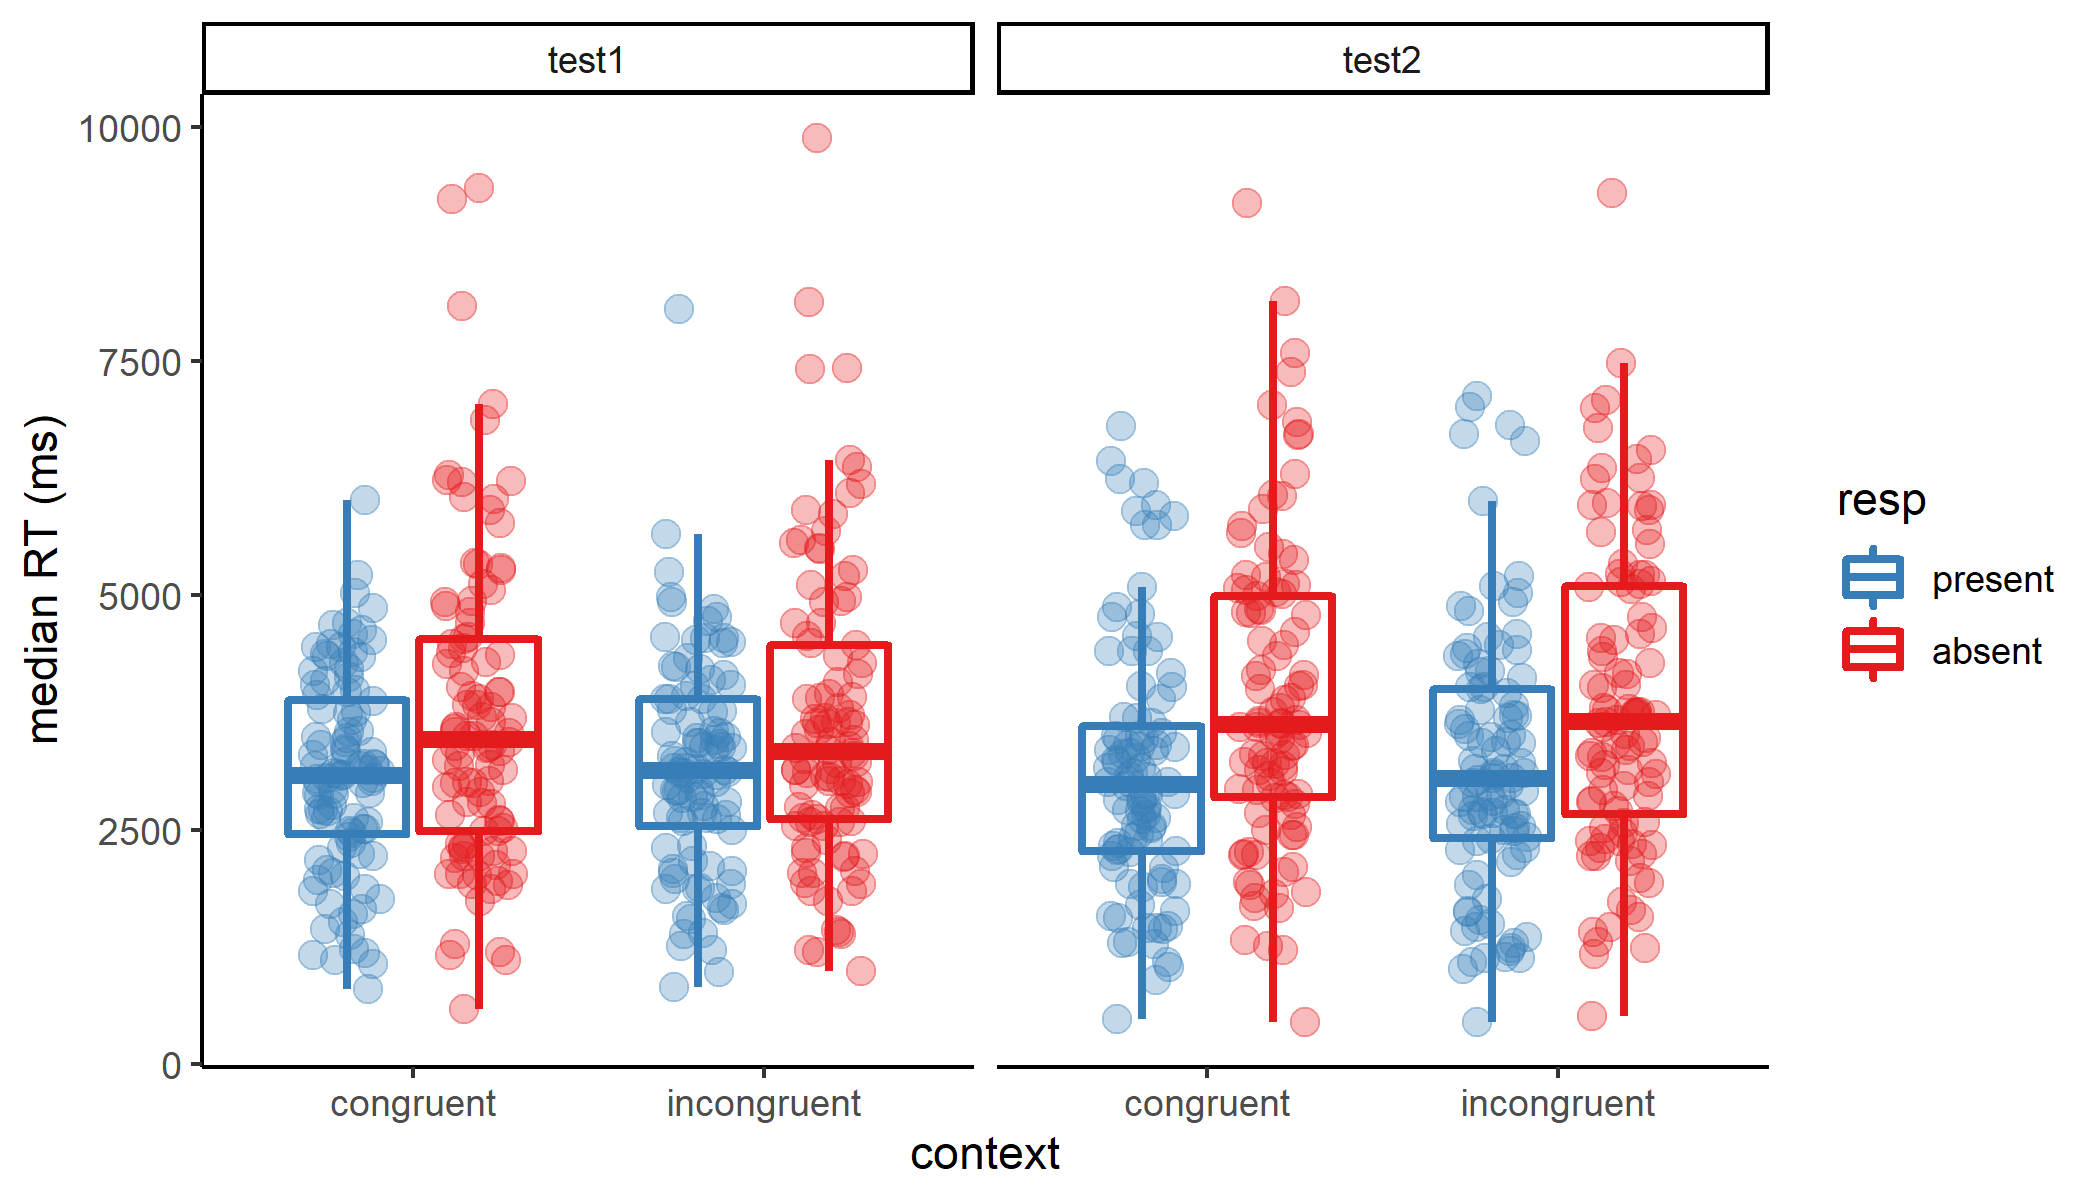 test1
test2
10000
7500
5000
2500
0
median RT (ms)
congruent
incongruent
congruent
incongruent
context
resp
present
absent